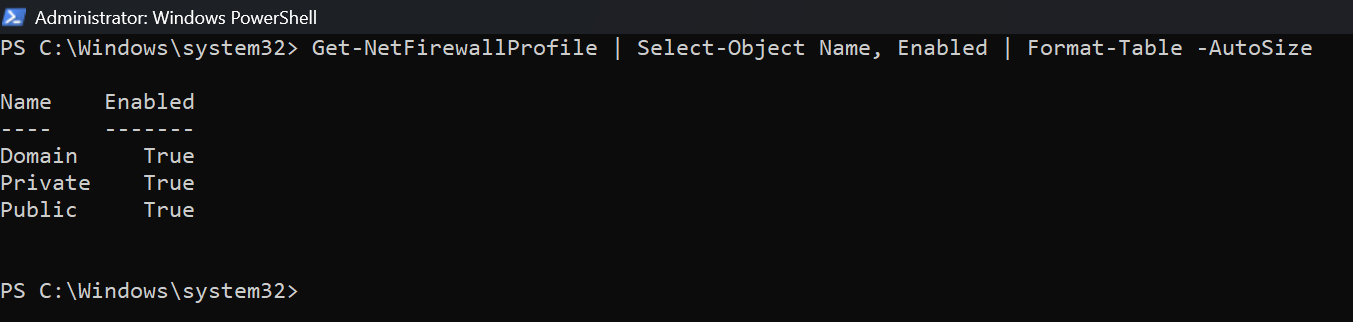 Administrator: Windows PowerShell
PS C:\Windows\system32> Get-NetFirewallProfile | Select-Object Name, Enabled | Format-Table -AutoSize
Name    Enabled
----    -------
Domain     True
Private    True
Public     True
PS C:\Windows\system32>